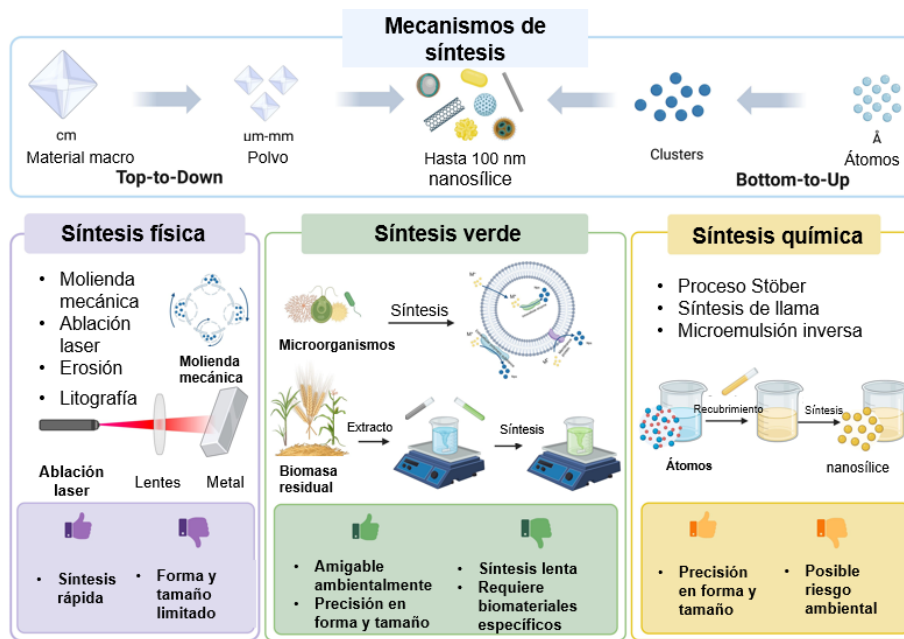 Mecanismos de
síntesis
cm
Material macro
um-mm
Polvo
Hasta 100 nm
nanosílice
Clusters
Å
Átomos
Top-to-Down
Bottom-to-Up
Síntesis física
• Molienda
mecánica
• Ablación
laser
• Erosión
• Litografía
Molienda
mecánica
Ablación
laser
Lentes
Metal
• Síntesis
rápida
• Forma y
tamaño
limitado
Síntesis verde
Microorganismos
Síntesis
Biomasa
residual
Extracto
Síntesis
• Amigable
ambientalmente
• Precisión en
forma y tamaño
• Síntesis lenta
• Requiere
biomateriales
específicos
Síntesis química
• Proceso Stöber
• Síntesis de llama
• Microemulsión inversa
Recubrimiento
Síntesis
Átomos
nanosílice
• Precisión
en forma
y tamaño
• Posible
riesgo
ambiental